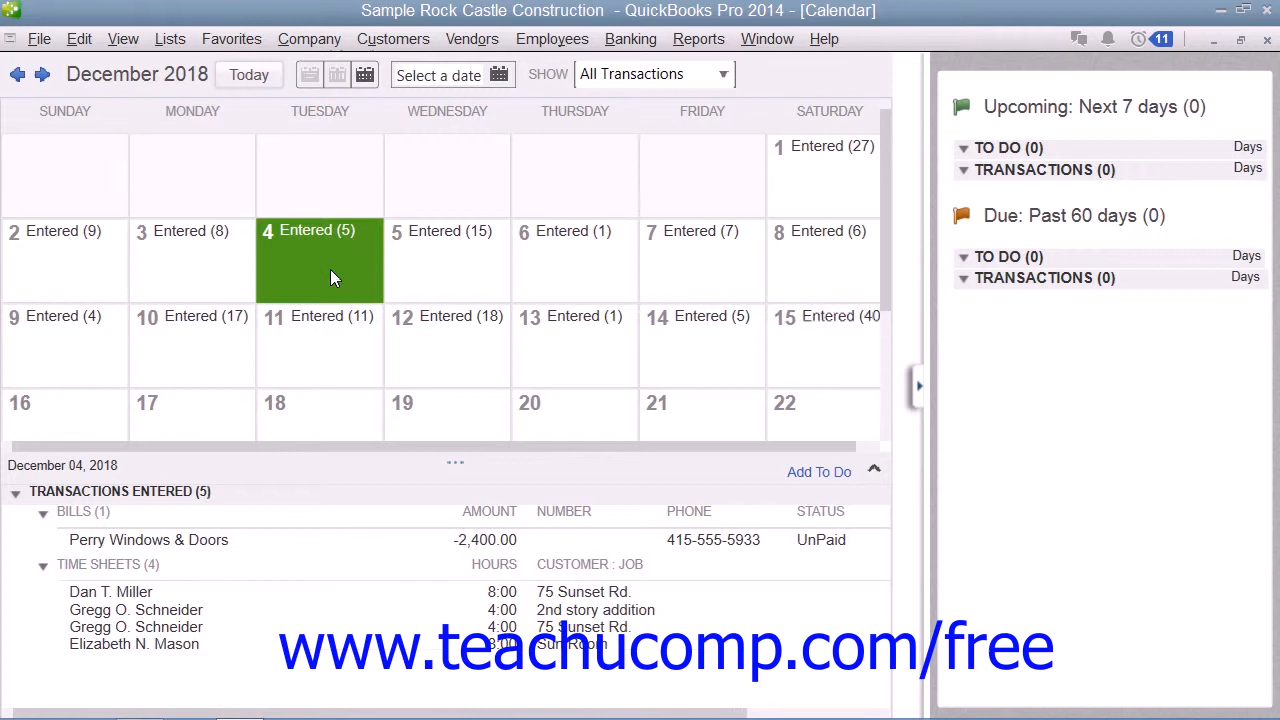 Sample Rock Castle Construction - QuickBooks Pro 2014 - [Calendar]
File Edit View Lists Favorites Company Customers Vendors Employees Banking Reports Window Help 11
December 2018 Today Select a date SHOW All Transactions
SUNDAY MONDAY TUESDAY WEDNESDAY THURSDAY FRIDAY SATURDAY
1 Entered (27)
2 Entered (9) 3 Entered (8) 4 Entered (5) 5 Entered (15) 6 Entered (1) 7 Entered (7) 8 Entered (6)
9 Entered (4) 10 Entered (17) 11 Entered (11) 12 Entered (18) 13 Entered (1) 14 Entered (5) 15 Entered (40
16 17 18 19 20 21 22
December 04, 2018 Add To Do
TRANSACTIONS ENTERED (5)
BILLS (1) AMOUNT NUMBER PHONE STATUS
Perry Windows & Doors -2,400.00 415-555-5933 UnPaid
TIME SHEETS (4) HOURS CUSTOMER : JOB
Dan T. Miller 8:00 75 Sunset Rd.
Gregg O. Schneider 4:00 2nd story addition
Gregg O. Schneider 4:00 75 Sunset Rd.
Elizabeth N. Mason 8:00 Sun Room
www.teachucomp.com/free
Upcoming: Next 7 days (0)
TO DO (0) Days
TRANSACTIONS (0) Days
Due: Past 60 days (0)
TO DO (0) Days
TRANSACTIONS (0) Days